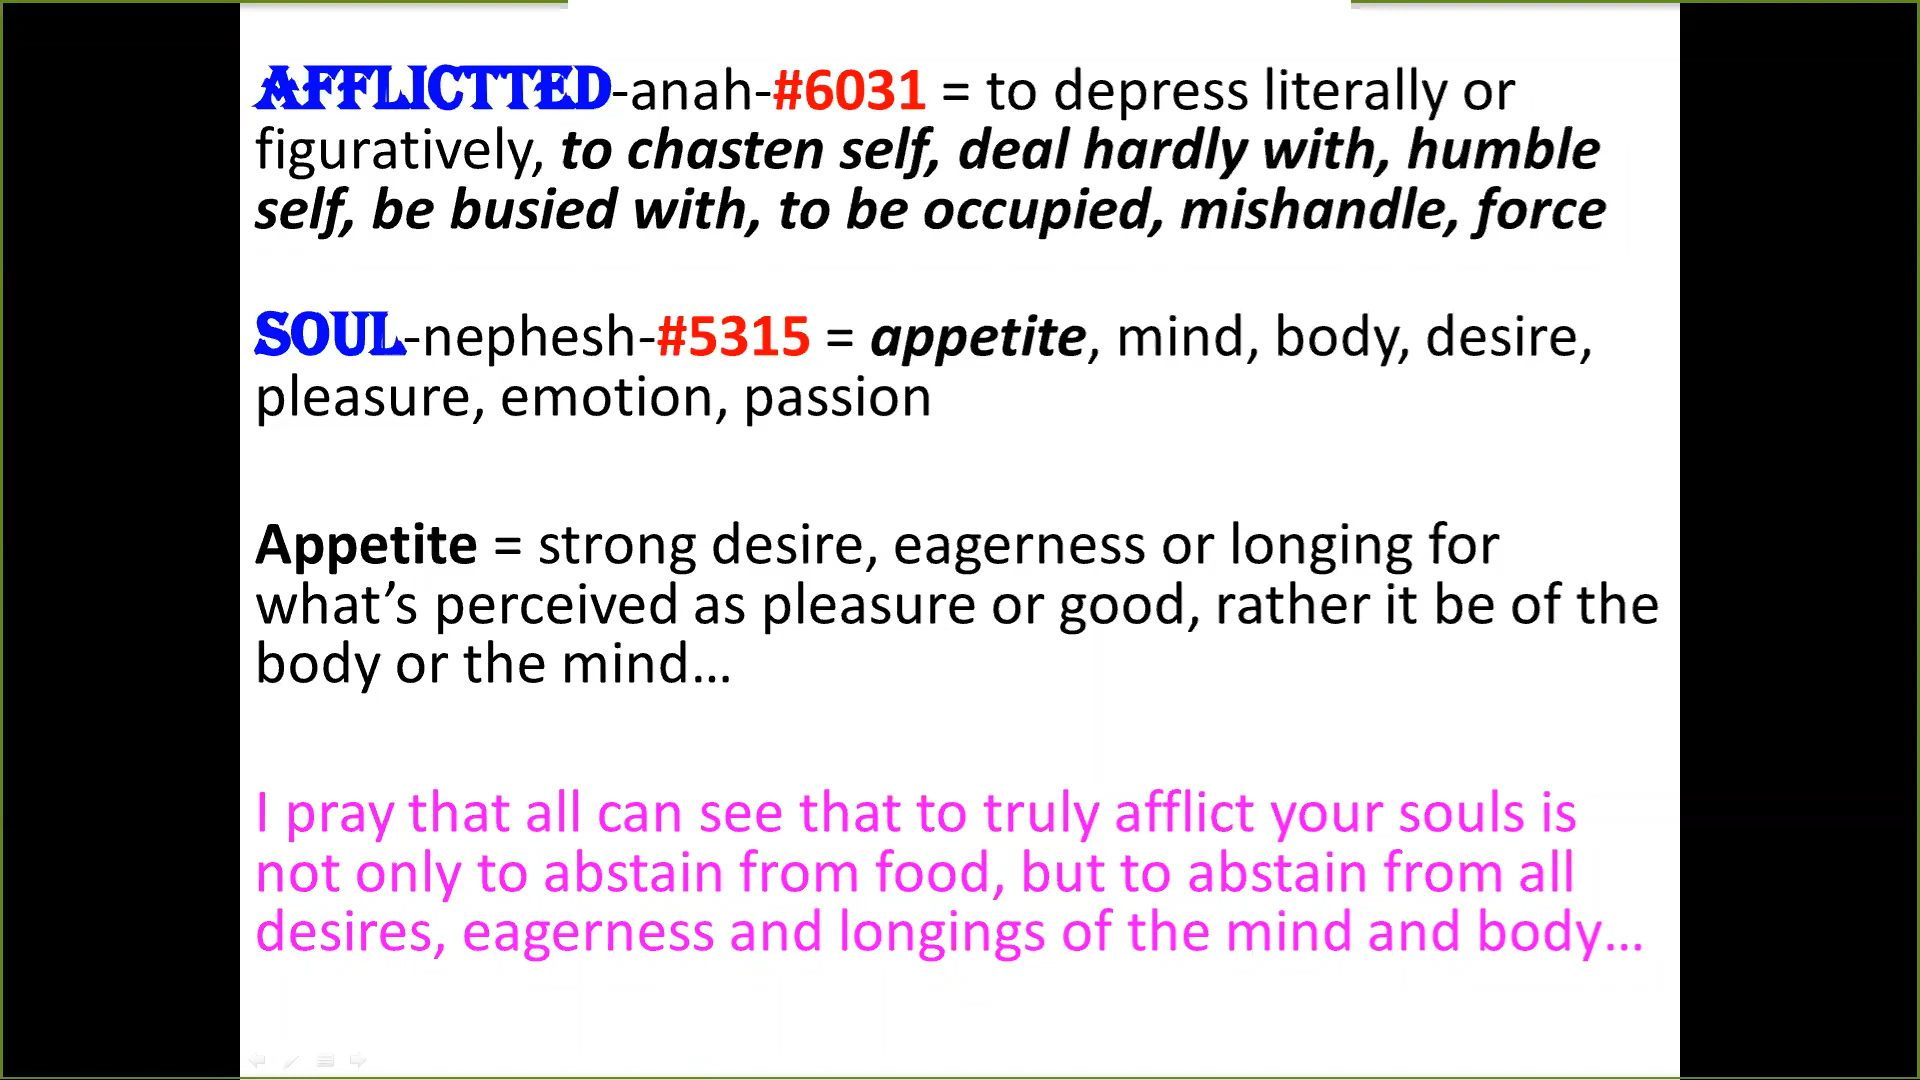 AFFLICTTED-anah-#6031 = to depress literally or
figuratively, to chasten self, deal hardly with, humble
self, be busied with, to be occupied, mishandle, force
SOUL-nephesh-#5315 = appetite, mind, body, desire,
pleasure, emotion, passion
Appetite = strong desire, eagerness or longing for
what’s perceived as pleasure or good, rather it be of the
body or the mind...
I pray that all can see that to truly afflict your souls is
not only to abstain from food, but to abstain from all
desires, eagerness and longings of the mind and body...